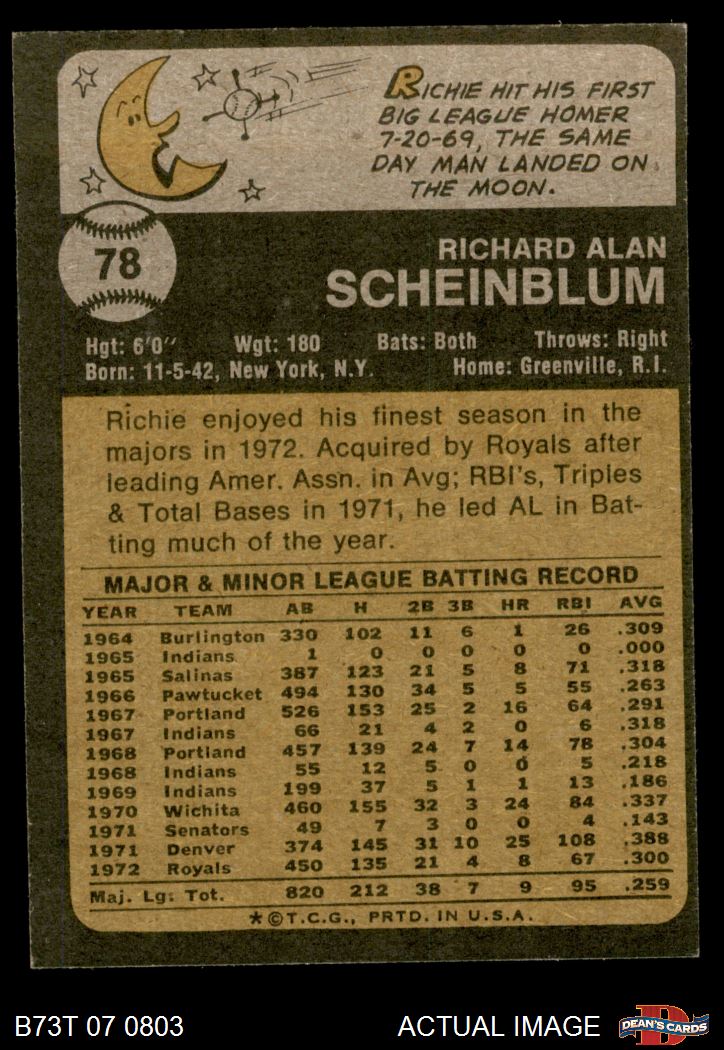 RICHIE HIT HIS FIRST
BIG LEAGUE HOMER
7-20-69, THE SAME
DAY MAN LANDED ON
THE MOON.
78
RICHARD ALAN
SCHEINBLUM
Hgt: 6'0" Wgt: 180 Bats: Both Throws: Right
Born: 11-5-42, New York, N.Y. Home: Greenville, R.I.
Richie enjoyed his finest season in the
majors in 1972. Acquired by Royals after
leading Amer. Assn. in Avg; RBI's, Triples
& Total Bases in 1971, he led AL in Bat-
ting much of the year.
MAJOR & MINOR LEAGUE BATTING RECORD
YEAR TEAM AB H 2B 3B HR RBI AVG
1964 Burlington 330 102 11 6 1 26 .309
1965 Indians 1 0 0 0 0 0 .000
1965 Salinas 387 123 21 5 8 71 .318
1966 Pawtucket 494 130 34 5 5 55 .263
1967 Portland 526 153 25 2 16 64 .291
1967 Indians 66 21 4 2 0 6 .318
1968 Portland 457 139 24 7 14 78 .304
1968 Indians 55 12 5 0 0 5 .218
1969 Indians 199 37 5 1 1 13 .186
1970 Wichita 460 155 32 3 24 84 .337
1971 Senators 49 7 3 0 0 4 .143
1971 Denver 374 145 31 10 25 108 .388
1972 Royals 450 135 21 4 8 67 .300
Maj. Lg. Tot. 820 212 38 7 9 95 .259
*©T.C.G., PRTD. IN U.S.A.
B73T 07 0803 ACTUAL IMAGE D DEAN'S CARDS